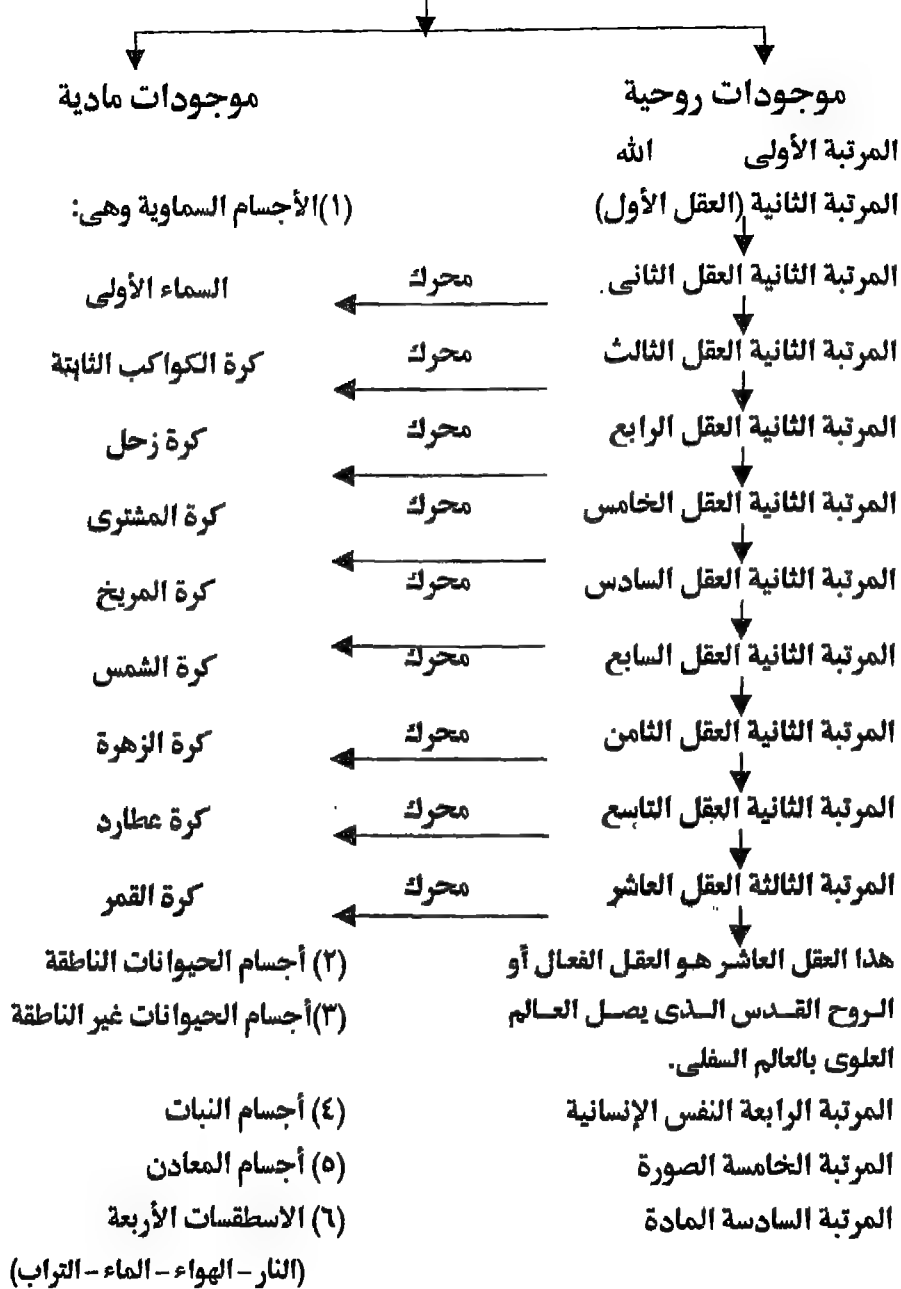 موجودات روحية موجودات مادية
المرتبة الأولى الله
المرتبة الثانية (العقل الأول) (١)الأجسام السماوية وهى:
المرتبة الثانية العقل الثانى محرك السماء الأولى
المرتبة الثانية العقل الثالث محرك كرة الكواكب الثابتة
المرتبة الثانية العقل الرابع محرك كرة زحل
المرتبة الثانية العقل الخامس محرك كرة المشترى
المرتبة الثانية العقل السادس محرك كرة المريخ
المرتبة الثانية العقل السابع محرك كرة الشمس
المرتبة الثانية العقل الثامن محرك كرة الزهرة
المرتبة الثانية العقل التاسع محرك كرة عطارد
المرتبة الثالثة العقل العاشر محرك كرة القمر
هذا العقل العاشر هو العقل الفعال أو (٢) أجسام الحيوانات الناطقة
الروح القدس الذى يصل العالم (٣)أجسام الحيوانات غير الناطقة
العلوى بالعالم السفلى.
المرتبة الرابعة النفس الإنسانية (٤) أجسام النبات
المرتبة الخامسة الصورة (٥) أجسام المعادن
المرتبة السادسة المادة (٦) الاسطقسات الأربعة
(النار – الهواء – الماء – التراب)